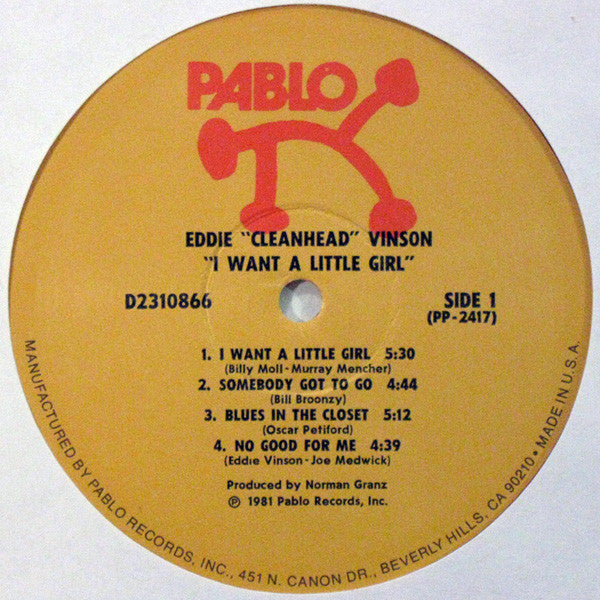 PABLO
EDDIE "CLEANHEAD" VINSON
"I WANT A LITTLE GIRL"
D2310866
SIDE 1
(PP-2417)
1. I WANT A LITTLE GIRL 5:30
(Billy Moll-Murray Mencher)
2. SOMEBODY GOT TO GO 4:44
(Bill Broonzy)
3. BLUES IN THE CLOSET 5:12
(Oscar Petiford)
4. NO GOOD FOR ME 4:39
(Eddie Vinson-Joe Medwick)
Produced by Norman Granz
℗ 1981 Pablo Records, Inc.
MANUFACTURED BY PABLO RECORDS, INC., 451 N. CANON DR., BEVERLY HILLS, CA 90210 • MADE IN U.S.A.